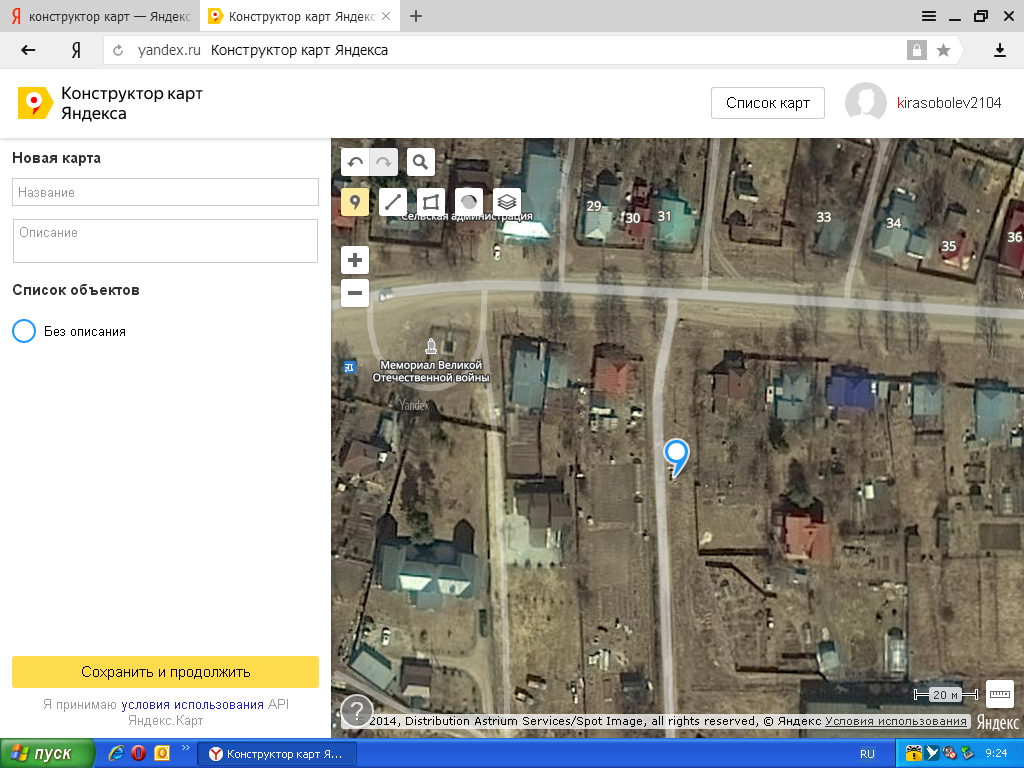 конструктор карт — Яндекс
Конструктор карт Яндекс
yandex.ru Конструктор карт Яндекса
Конструктор карт
Яндекса
Список карт
kirasobolev2104
Новая карта
Название
Описание
Список объектов
Без описания
Сохранить и продолжить
Я принимаю условия использования API
Яндекс.Карт
Сельская администрация
29
30
31
33
34
35
36
Мемориал Великой
Отечественной войны
Yandex
20 м
?
2014, Distribution Astrium Services/Spot Image, all rights reserved, © Яндекс Условия использования
Яндекс
пуск
Конструктор карт Я...
RU
9:24